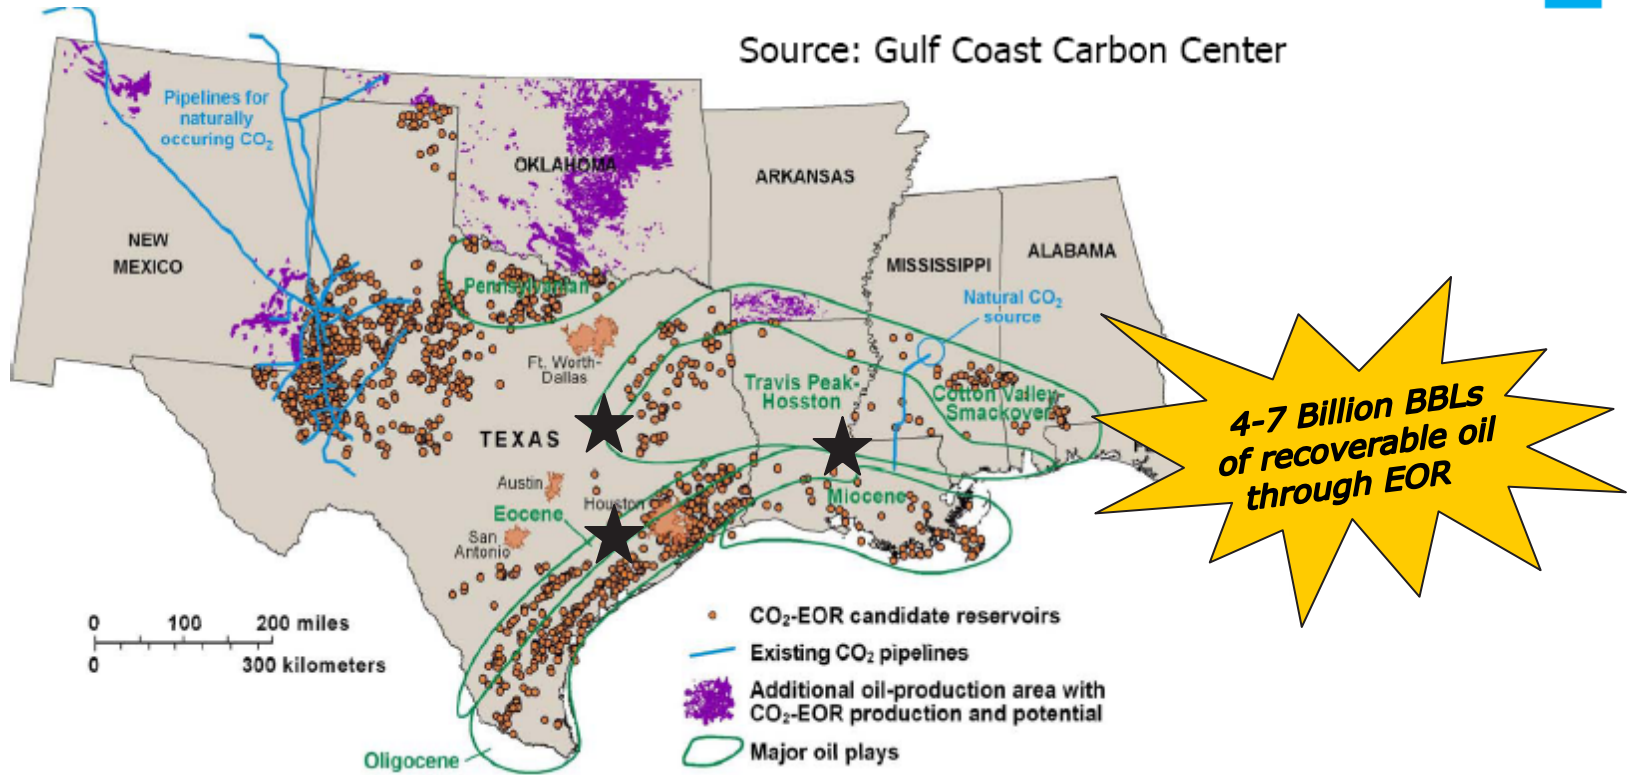 Source: Gulf Coast Carbon Center
Pipelines for
naturally
occuring CO₂
OKLAHOMA
ARKANSAS
NEW
MEXICO
MISSISSIPPI
ALABAMA
Pennsylvanian
Natural CO₂
source
Ft. Worth-
Dallas
Travis Peak-
Hosston
Cotton Valley-
Smackover
4-7 Billion BBLs
of recoverable oil
through EOR
TEXAS
Austin
Houston
Eocene
Miocene
San
Antonio
0 100 200 miles
0 300 kilometers
CO₂-EOR candidate reservoirs
Existing CO₂ pipelines
Additional oil-production area with
CO₂-EOR production and potential
Major oil plays
Oligocene